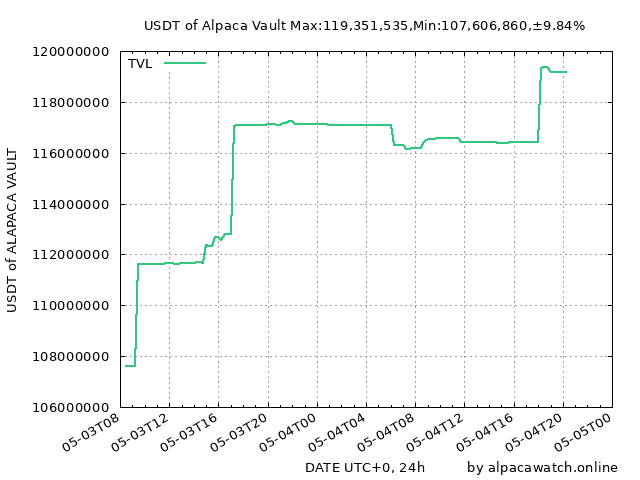 USDT of Alpaca Vault Max:119,351,535,Min:107,606,860,±9.84%
TVL
120000000
118000000
116000000
114000000
112000000
110000000
108000000
106000000
USDT of ALAPACA VAULT
05-03T08
05-03T12
05-03T16
05-03T20
05-04T00
05-04T04
05-04T08
05-04T12
05-04T16
05-04T20
05-05T00
DATE UTC+0, 24h
by alpacawatch.online